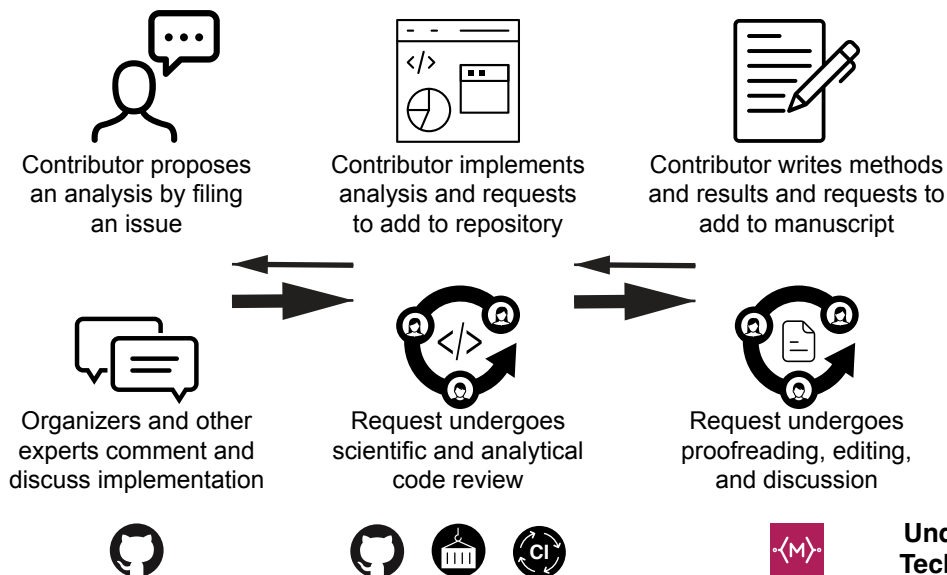 Contributor proposes
an analysis by filing
an issue
Contributor implements
analysis and requests
to add to repository
Contributor writes methods
and results and requests to
add to manuscript
Organizers and other
experts comment and
discuss implementation
Request undergoes
scientific and analytical
code review
Request undergoes
proofreading, editing,
and discussion
</>
</>
CI
M